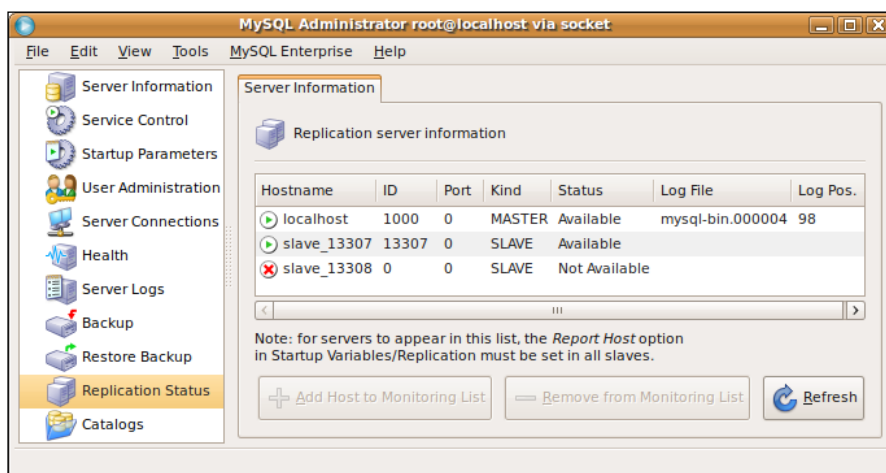 MySQL Administrator root@localhost via socket
File Edit View Tools MySQL Enterprise Help
Server Information
Service Control
Startup Parameters
User Administration
Server Connections
Health
Server Logs
Backup
Restore Backup
Replication Status
Catalogs
Server Information
Replication server information
Hostname ID Port Kind Status Log File Log Pos.
localhost 1000 0 MASTER Available mysql-bin.000004 98
slave_13307 13307 0 SLAVE Available
slave_13308 0 0 SLAVE Not Available
Note: for servers to appear in this list, the Report Host option
in Startup Variables/Replication must be set in all slaves.
Add Host to Monitoring List Remove from Monitoring List Refresh